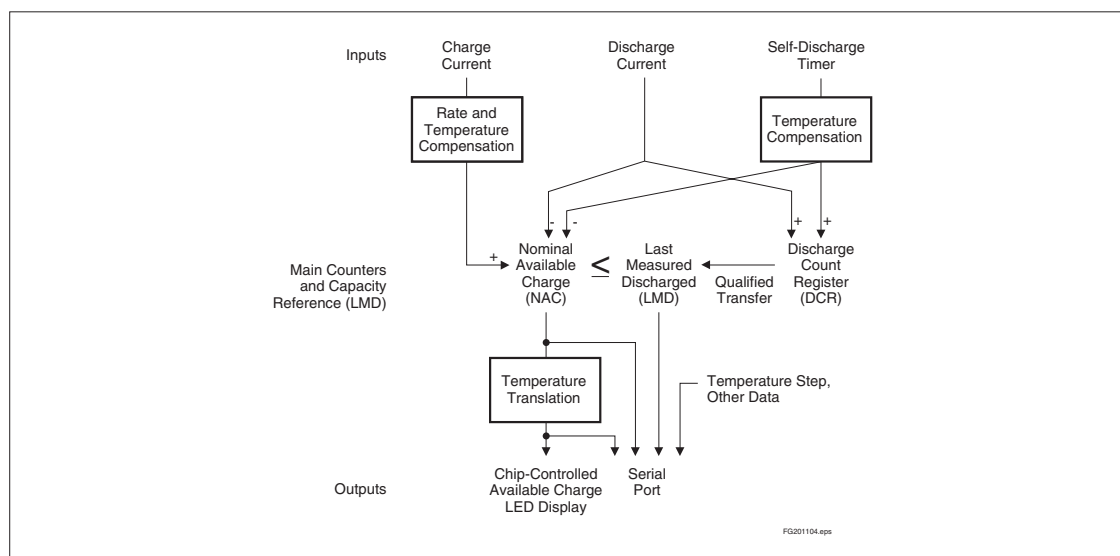 Inputs
Charge
Current
Discharge
Current
Self-Discharge
Timer
Rate and
Temperature
Compensation
Temperature
Compensation
- -
+ +
+
Main Counters
and Capacity
Reference (LMD)
Nominal
Available
Charge
(NAC)
≤
Last
Measured
Discharged
(LMD)
Qualified
Transfer
Discharge
Count
Register
(DCR)
Temperature
Translation
Temperature Step,
Other Data
Outputs
Chip-Controlled
Available Charge
LED Display
Serial
Port
FG201104.eps